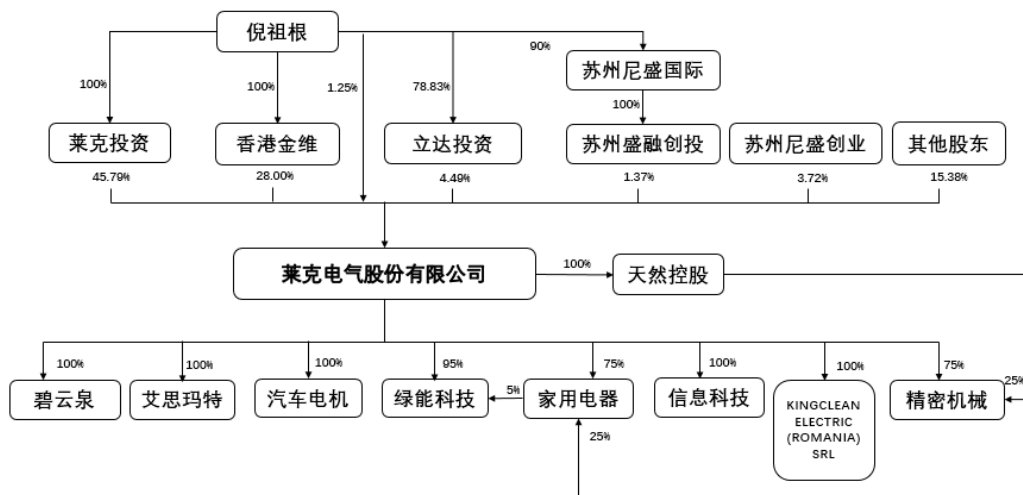 倪祖根
90%
苏州尼盛国际
100%
100%
1.25%
78.83%
100%
莱克投资
香港金维
立达投资
苏州盛融创投
苏州尼盛创业
其他股东
45.79%
28.00%
4.49%
1.37%
3.72%
15.38%
莱克电气股份有限公司
100%
天然控股
100%
100%
100%
95%
75%
100%
100%
75%
25%
碧云泉
艾思玛特
汽车电机
绿能科技
5%
家用电器
信息科技
KINGCLEAN
ELECTRIC
(ROMANIA)
SRL
精密机械
25%